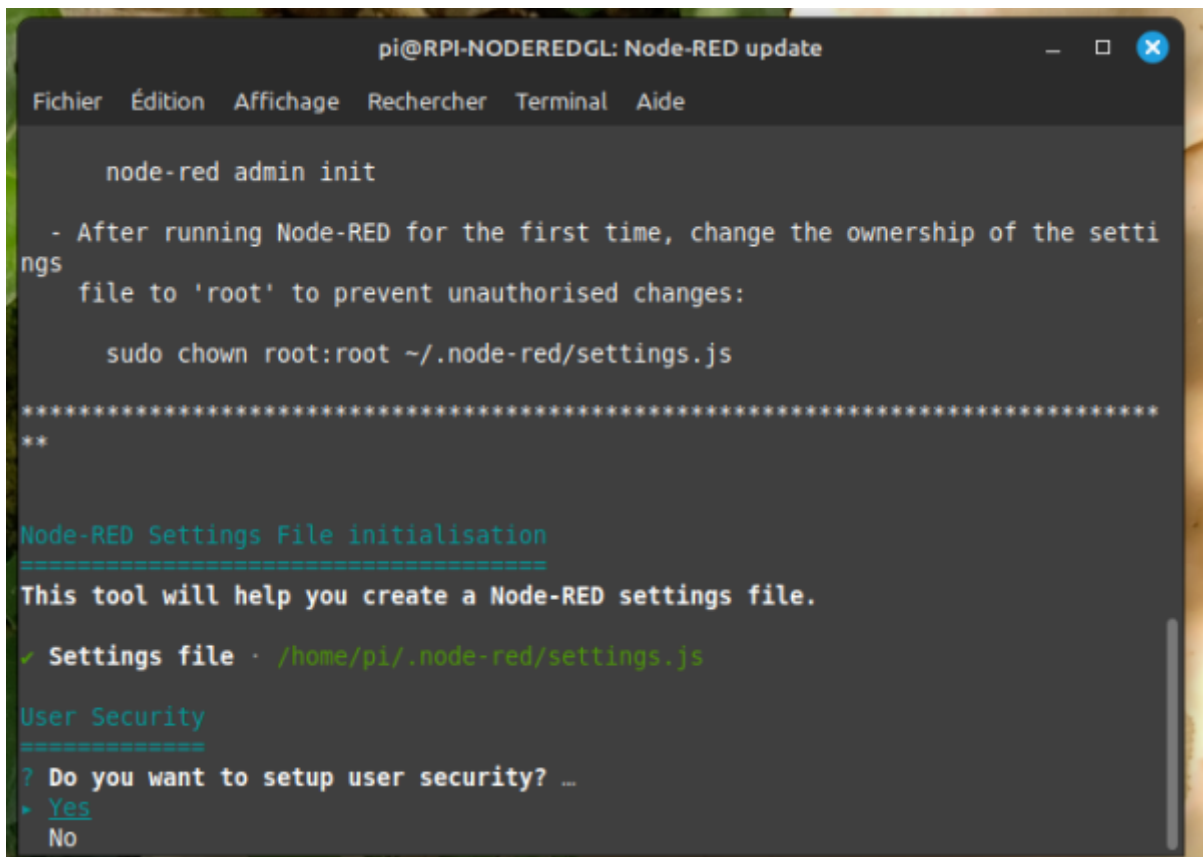 pi@RPI-NODEREDGL: Node-RED update
Fichier Édition Affichage Rechercher Terminal Aide
node-red admin init
- After running Node-RED for the first time, change the ownership of the setti
ngs
file to 'root' to prevent unauthorised changes:
sudo chown root:root ~/.node-red/settings.js
********************************************************************************
**
Node-RED Settings File initialisation
=====================================
This tool will help you create a Node-RED settings file.
✔ Settings file · /home/pi/.node-red/settings.js
User Security
=============
? Do you want to setup user security? …
▸ Yes
No